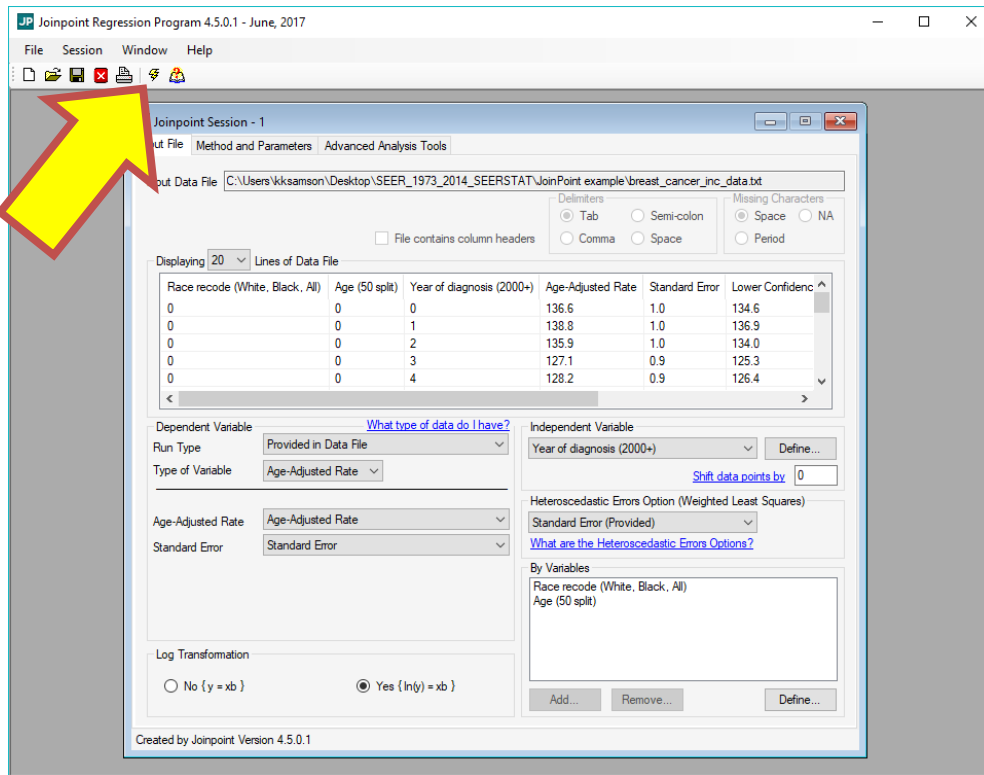 JP Joinpoint Regression Program 4.5.0.1 - June, 2017
File Session Window Help
Joinpoint Session - 1
ut File Method and Parameters Advanced Analysis Tools
out Data File C:\Users\kksamson\Desktop\SEER_1973_2014_SEERSTAT\JoinPoint example\breast_cancer_inc_data.txt
Delimiters Missing Characters
Tab Semi-colon Space NA
File contains column headers Comma Space Period
Displaying 20 Lines of Data File
Race recode (White, Black, All) Age (50 split) Year of diagnosis (2000+) Age-Adjusted Rate Standard Error Lower Confidenc
0 0 0 136.6 1.0 134.6
0 0 1 138.8 1.0 136.9
0 0 2 135.9 1.0 134.0
0 0 3 127.1 0.9 125.3
0 0 4 128.2 0.9 126.4
Dependent Variable What type of data do I have?
Run Type Provided in Data File
Type of Variable Age-Adjusted Rate
Age-Adjusted Rate Age-Adjusted Rate
Standard Error Standard Error
Log Transformation
No { y = xb } Yes { ln(y) = xb }
Independent Variable
Year of diagnosis (2000+) Define...
Shift data points by 0
Heteroscedastic Errors Option (Weighted Least Squares)
Standard Error (Provided)
What are the Heteroscedastic Errors Options?
By Variables
Race recode (White, Black, All)
Age (50 split)
Add... Remove... Define...
Created by Joinpoint Version 4.5.0.1